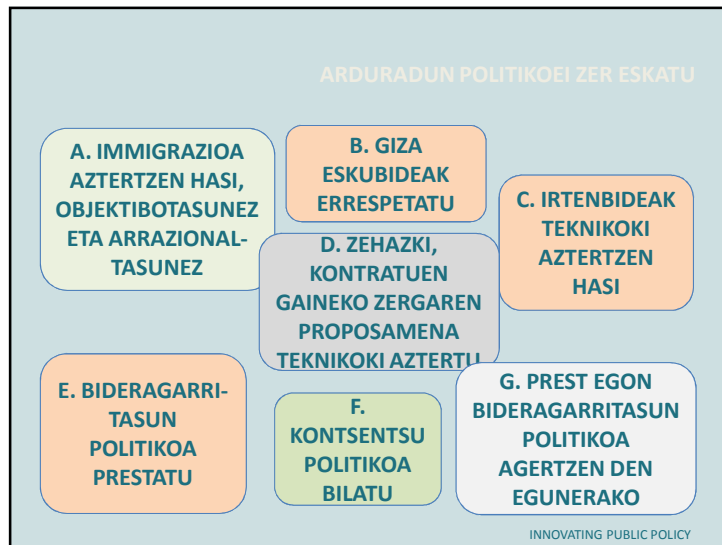 ARDURADUN POLITIKOEI ZER ESKATU
A. IMMIGRAZIOA
AZTERTZEN HASI,
OBJEKTIBOTASUNEZ
ETA ARRAZIONAL-
TASUNEZ
B. GIZA
ESKUBIDEAK
ERRESPETATU
C. IRTENBIDEAK
TEKNIKOKI
AZTERTZEN
HASI
D. ZEHAZKI,
KONTRATUEN
GAINEKO ZERGAREN
PROPOSAMENA
TEKNIKOKI AZTERTU
E. BIDERAGARRI-
TASUN
POLITIKOA
PRESTATU
F.
KONTSENTSU
POLITIKOA
BILATU
G. PREST EGON
BIDERAGARRITASUN
POLITIKOA
AGERTZEN DEN
EGUNERAKO
INNOVATING PUBLIC POLICY